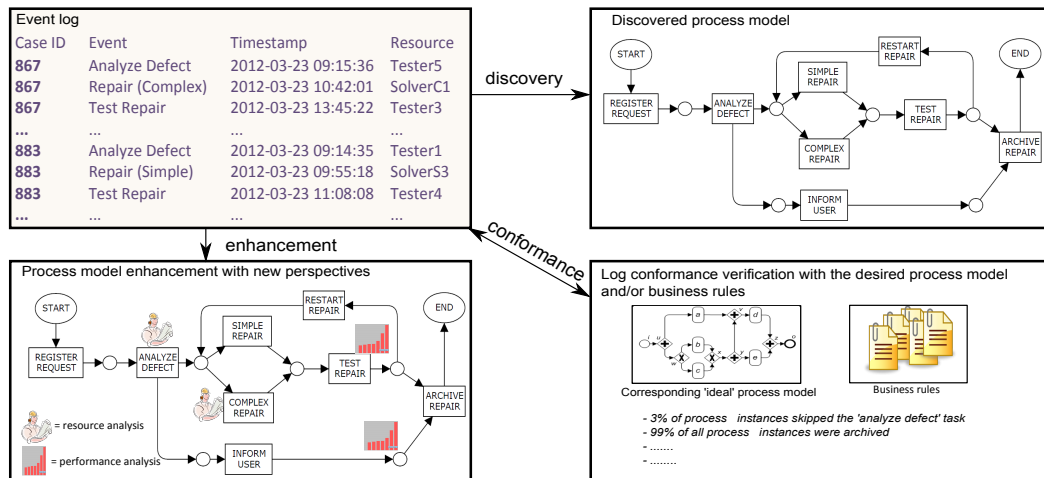 Event log
Case ID Event Timestamp Resource
867 Analyze Defect 2012-03-23 09:15:36 Tester5
867 Repair (Complex) 2012-03-23 10:42:01 SolverC1
867 Test Repair 2012-03-23 13:45:22 Tester3
... ... ... ...
883 Analyze Defect 2012-03-23 09:14:35 Tester1
883 Repair (Simple) 2012-03-23 09:55:18 SolverS3
883 Test Repair 2012-03-23 11:08:08 Tester4
... ... ... ...
discovery
Discovered process model
START
REGISTER
REQUEST
ANALYZE
DEFECT
SIMPLE
REPAIR
COMPLEX
REPAIR
RESTART
REPAIR
TEST
REPAIR
INFORM
USER
ARCHIVE
REPAIR
END
enhancement
conformance
Process model enhancement with new perspectives
START
REGISTER
REQUEST
ANALYZE
DEFECT
SIMPLE
REPAIR
COMPLEX
REPAIR
RESTART
REPAIR
TEST
REPAIR
INFORM
USER
ARCHIVE
REPAIR
END
= resource analysis
= performance analysis
Log conformance verification with the desired process model
and/or business rules
i u a b c w x v y d e z o
Corresponding 'ideal' process model
Business rules
- 3% of process instances skipped the 'analyze defect' task
- 99% of all process instances were archived
- .......
- ........